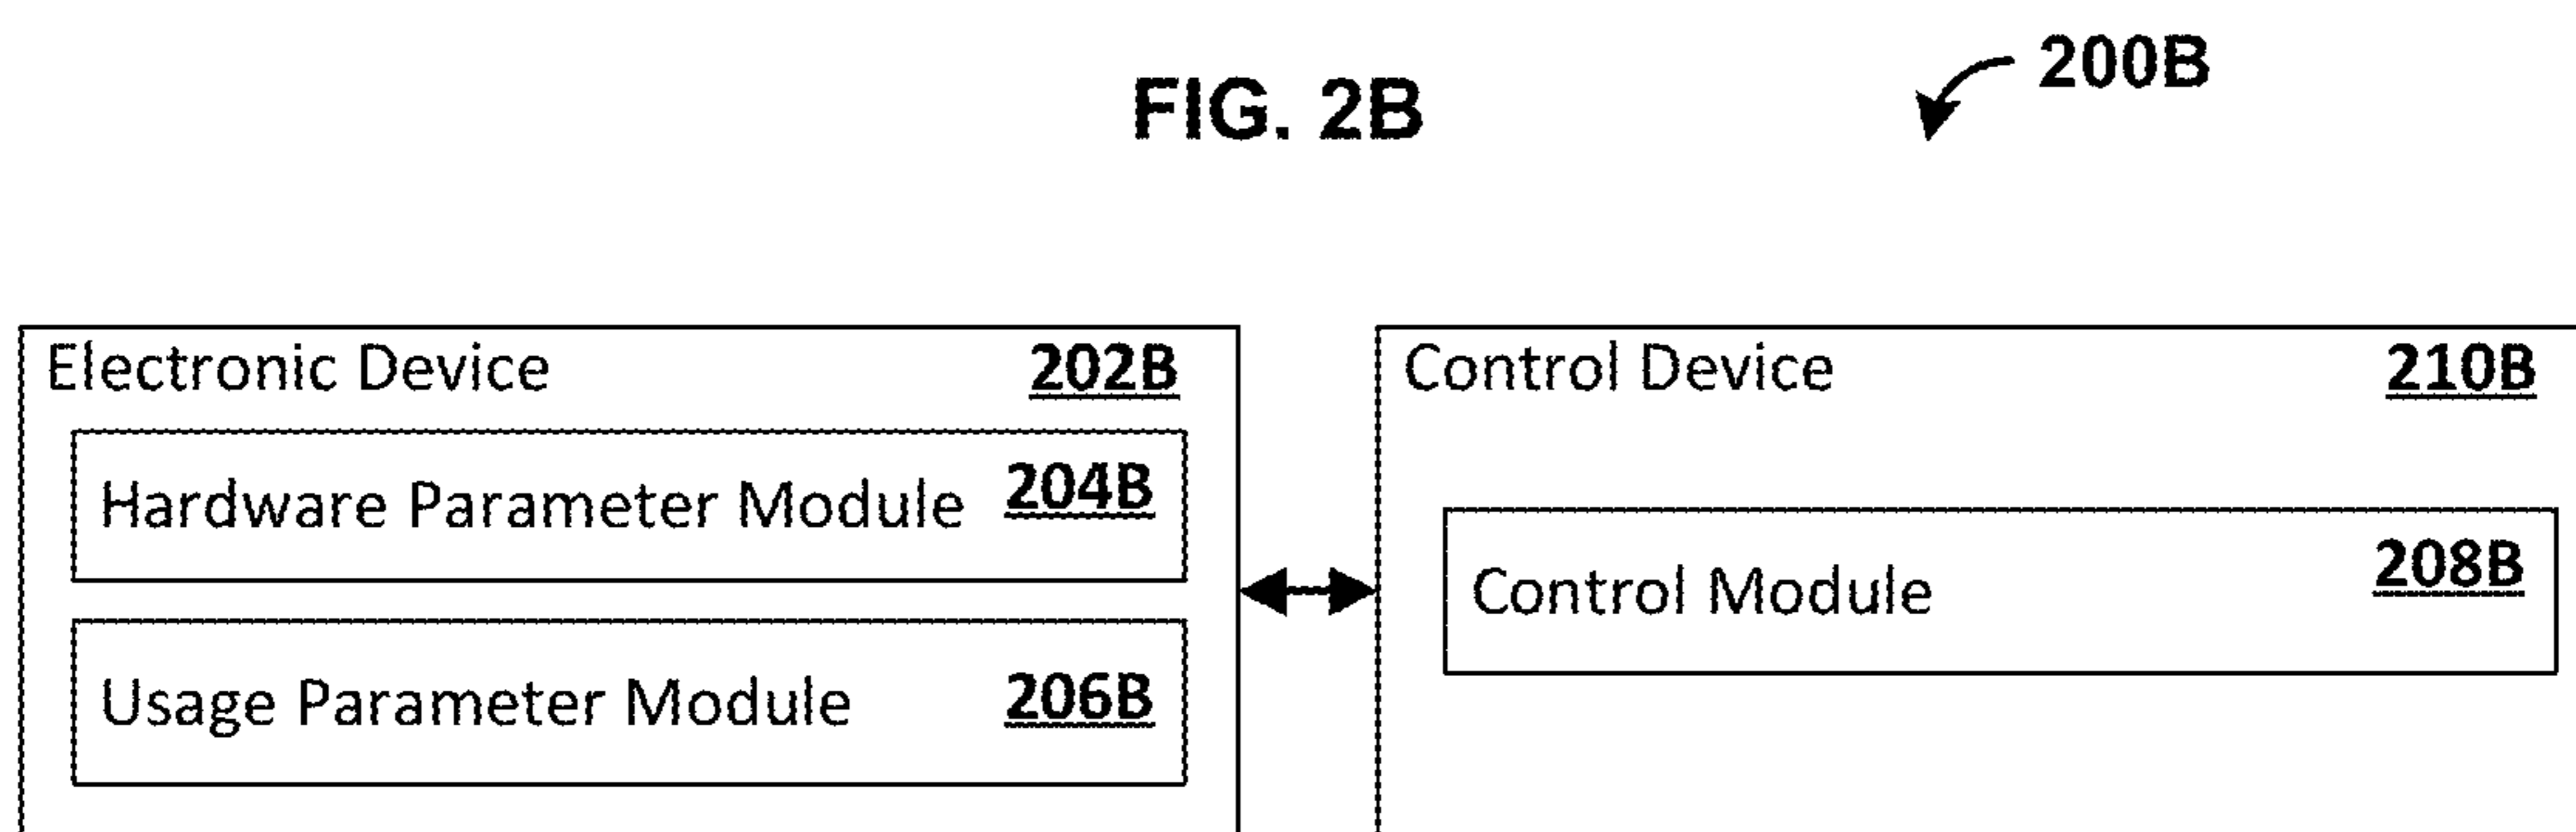 FIG. 2B
200B
Electronic Device 202B
Hardware Parameter Module 204B
Usage Parameter Module 206B
Control Device 210B
Control Module 208B